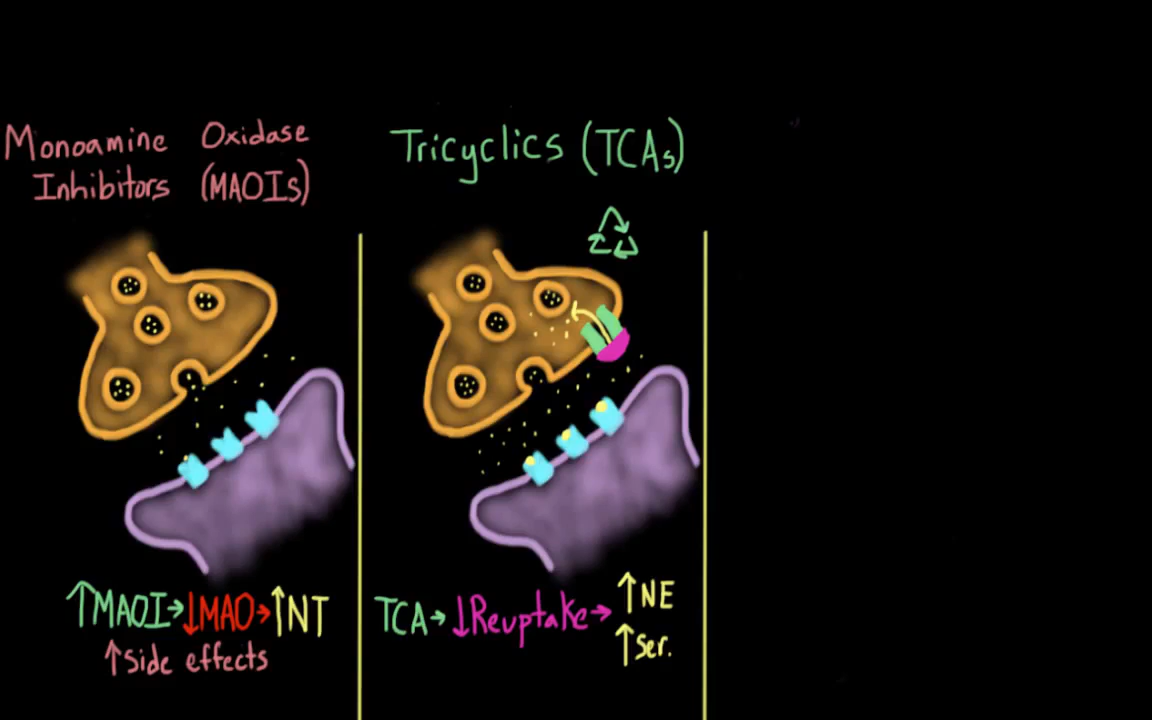 Monoamine Oxidase
Inhibitors (MAOIs)
Tricyclics (TCAs)
↑MAOI→↓MAO→↑NT
↑Side effects
TCA→↓Reuptake→
↑NE
↑Ser.